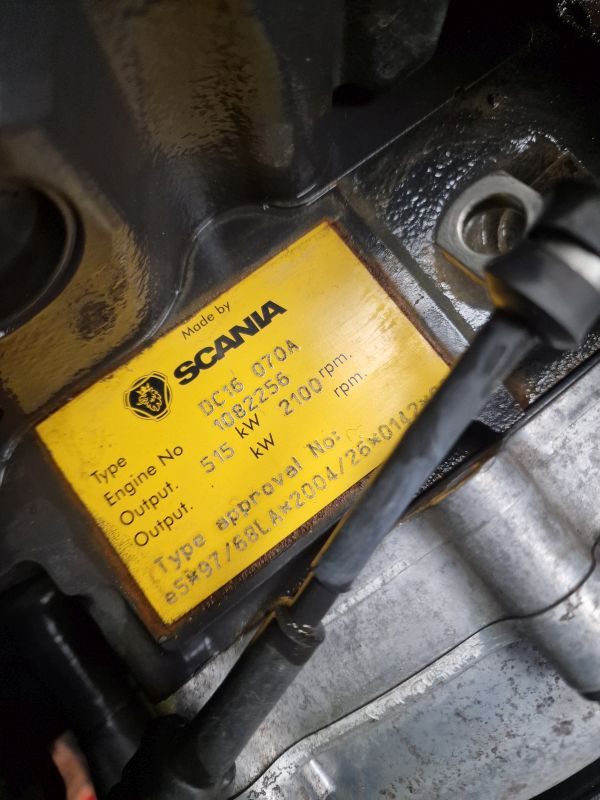 Made by
SCANIA
Type DC16 070A
Engine No 1082256
Output. 515 kW 2100 rpm.
Output. kW rpm.
Type approval No:
e5*97/68LA*2004/26*0142*